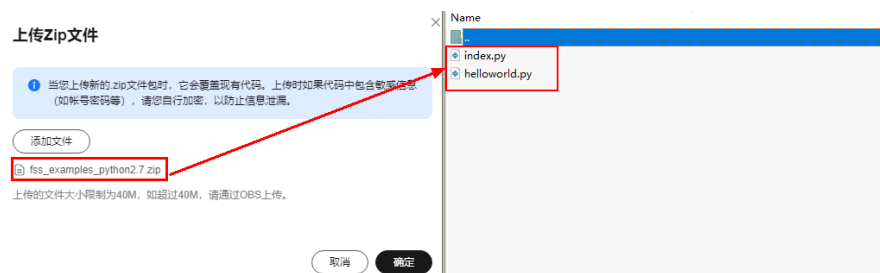 上传Zip文件
当您上传新的.zip文件包时，它会覆盖现有代码。上传时如果代码中包含敏感信息
（如帐号密码等），请您自行加密，以防止信息泄漏。
添加文件
fss_examples_python2.7.zip
上传的文件大小限制为40M，如超过40M，请通过OBS上传。
取消
确定
Name
..
index.py
helloworld.py